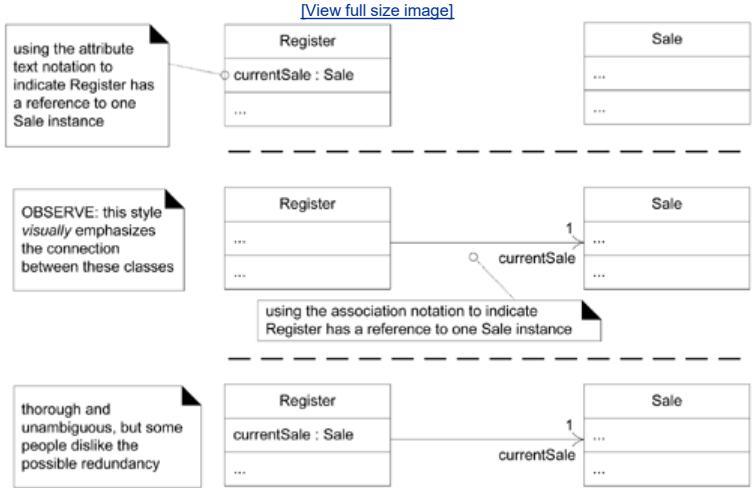 [View full size image]
using the attribute
text notation to
indicate Register has
a reference to one
Sale instance
Register
currentSale : Sale
...
Sale
...
...
OBSERVE: this style
visually emphasizes
the connection
between these classes
Register
...
...
1
currentSale
Sale
...
...
using the association notation to indicate
Register has a reference to one Sale instance
thorough and
unambiguous, but some
people dislike the
possible redundancy
Register
currentSale : Sale
...
1
currentSale
Sale
...
...